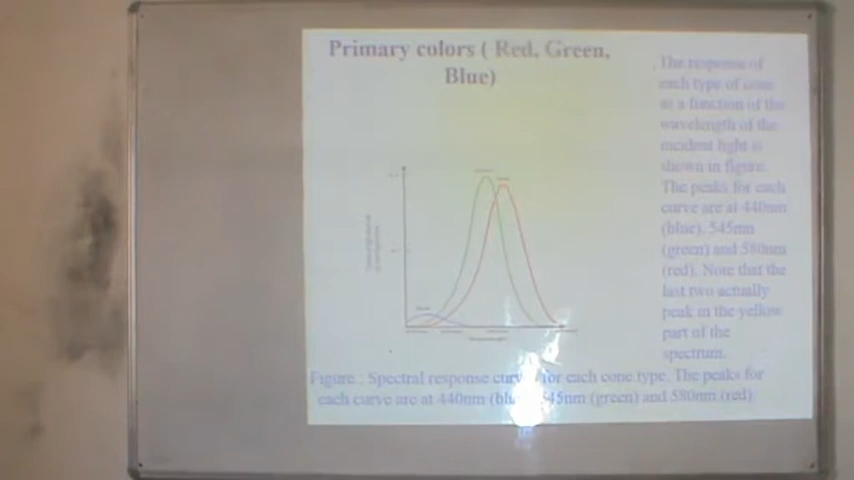 Primary colors ( Red, Green,
Blue)
The response of
each type of cone
as a function of the
wavelength of the
incident light is
shown in figure.
The peaks for each
curve are at 440nm
(blue), 545nm
(green) and 580nm
(red). Note that the
last two actually
peak in the yellow
part of the
spectrum.
Figure : Spectral response for each cone type. The peaks for
each curve are at 440nm 545nm (green) and 580nm (red)